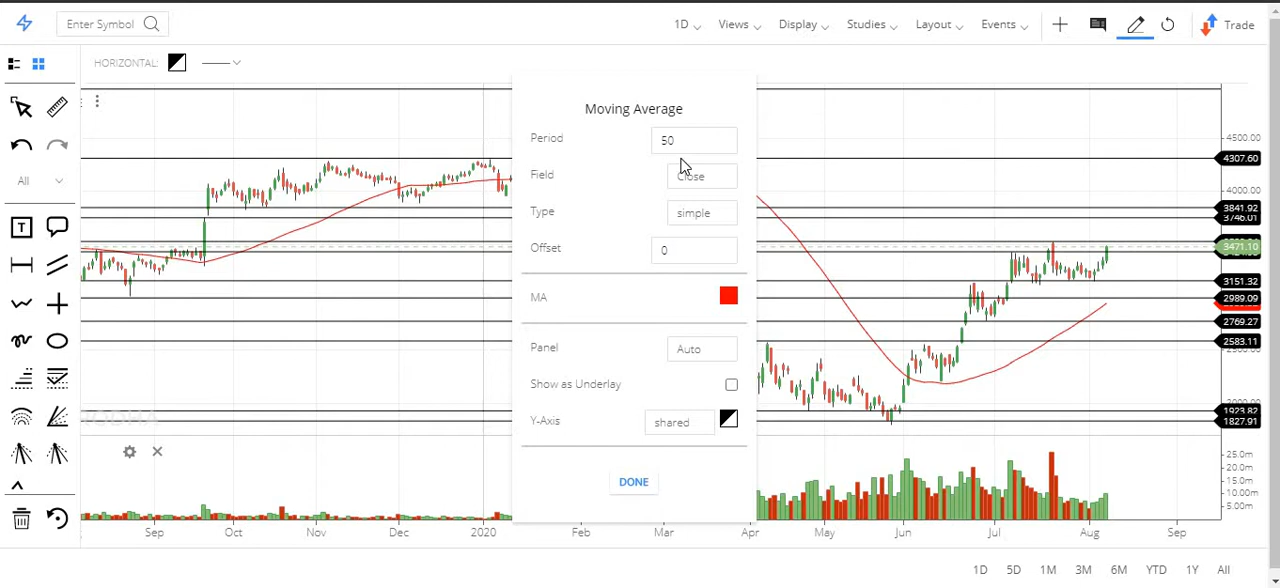 Enter Symbol
1D
Views
Display
Studies
Layout
Events
Trade
HORIZONTAL:
Moving Average
Period
50
Field
Close
Type
simple
Offset
0
MA
Panel
Auto
Show as Underlay
Y-Axis
shared
DONE
All
T
4500.00
4307.60
4000.00
3841.92
3746.01
3471.10
3151.32
2989.09
2769.27
2583.11
1923.82
1827.91
25.0m
20.0m
15.0m
10.00m
5.00m
Sep
Oct
Nov
Dec
2020
Feb
Mar
Apr
May
Jun
Jul
Aug
Sep
1D
5D
1M
3M
6M
YTD
1Y
All